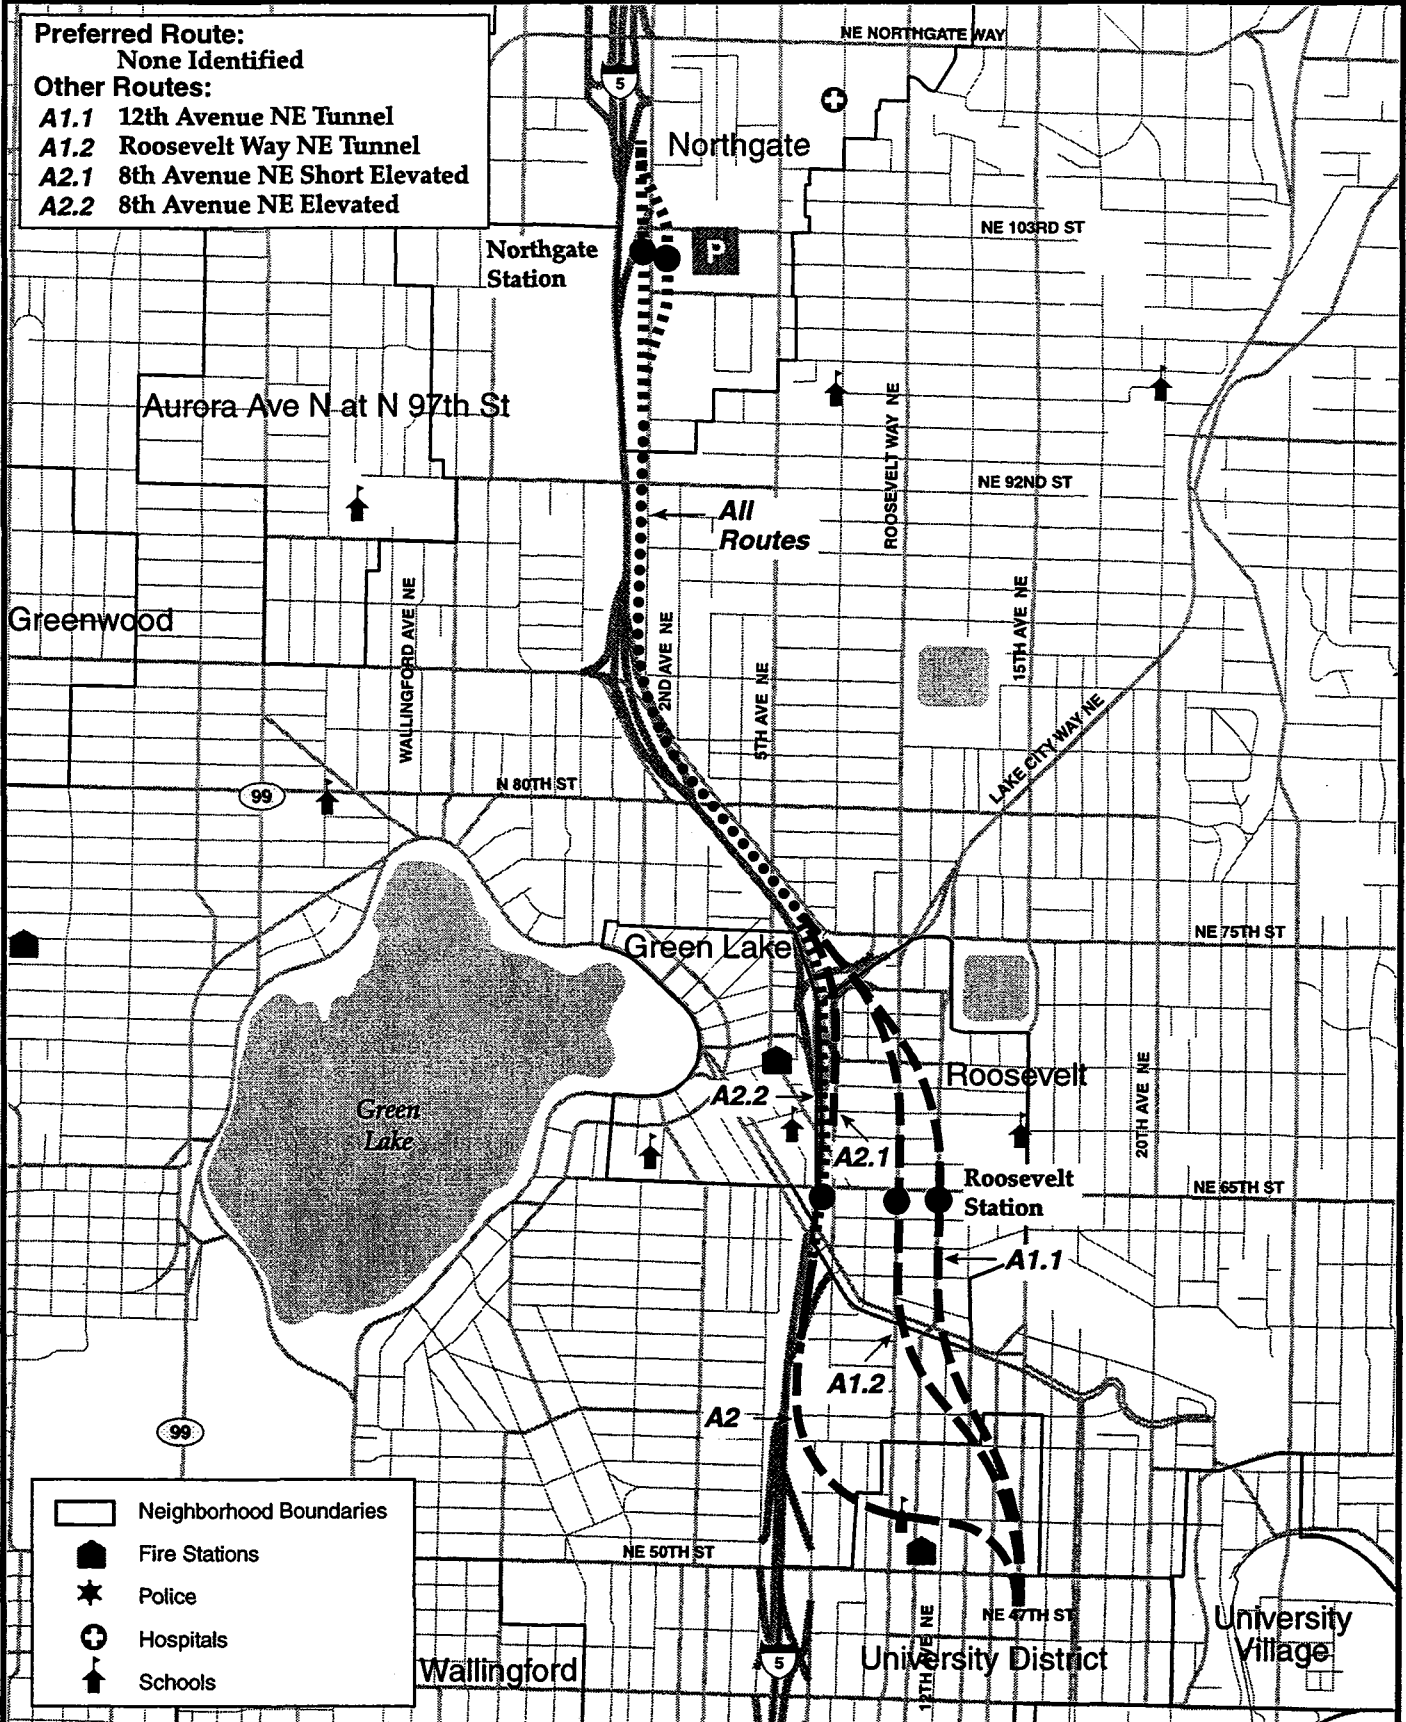 Preferred Route:
None Identified
Other Routes:
A1.1 12th Avenue NE Tunnel
A1.2 Roosevelt Way NE Tunnel
A2.1 8th Avenue NE Short Elevated
A2.2 8th Avenue NE Elevated
NE NORTHGATE WAY
5
Northgate
NE 103RD ST
Northgate
Station
P
Aurora Ave N at N 97th St
ROOSEVELT WAY NE
NE 92ND ST
All
Routes
Greenwood
WALLINGFORD AVE NE
2ND AVE NE
5TH AVE NE
15TH AVE NE
LAKE CITY WAY NE
N 80TH ST
99
NE 75TH ST
Green Lake
Roosevelt
20TH AVE NE
A2.2
Green
Lake
A2.1
Roosevelt
Station
NE 65TH ST
A1.1
A1.2
A2
99
Neighborhood Boundaries
Fire Stations
Police
Hospitals
Schools
NE 50TH ST
NE 47TH ST
12TH AVE NE
University
Village
5
University District
Wallingford